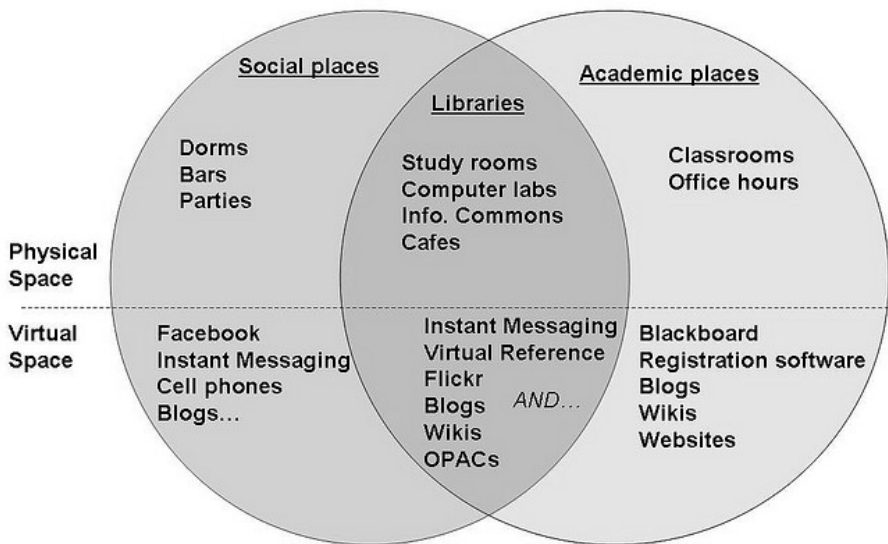 Social places
Academic places
Libraries
Dorms
Bars
Parties
Study rooms
Computer labs
Info. Commons
Cafes
Classrooms
Office hours
Physical
Space
Virtual
Space
Facebook
Instant Messaging
Cell phones
Blogs…
Instant Messaging
Virtual Reference
Flickr
Blogs
AND…
Wikis
OPACs
Blackboard
Registration software
Blogs
Wikis
Websites